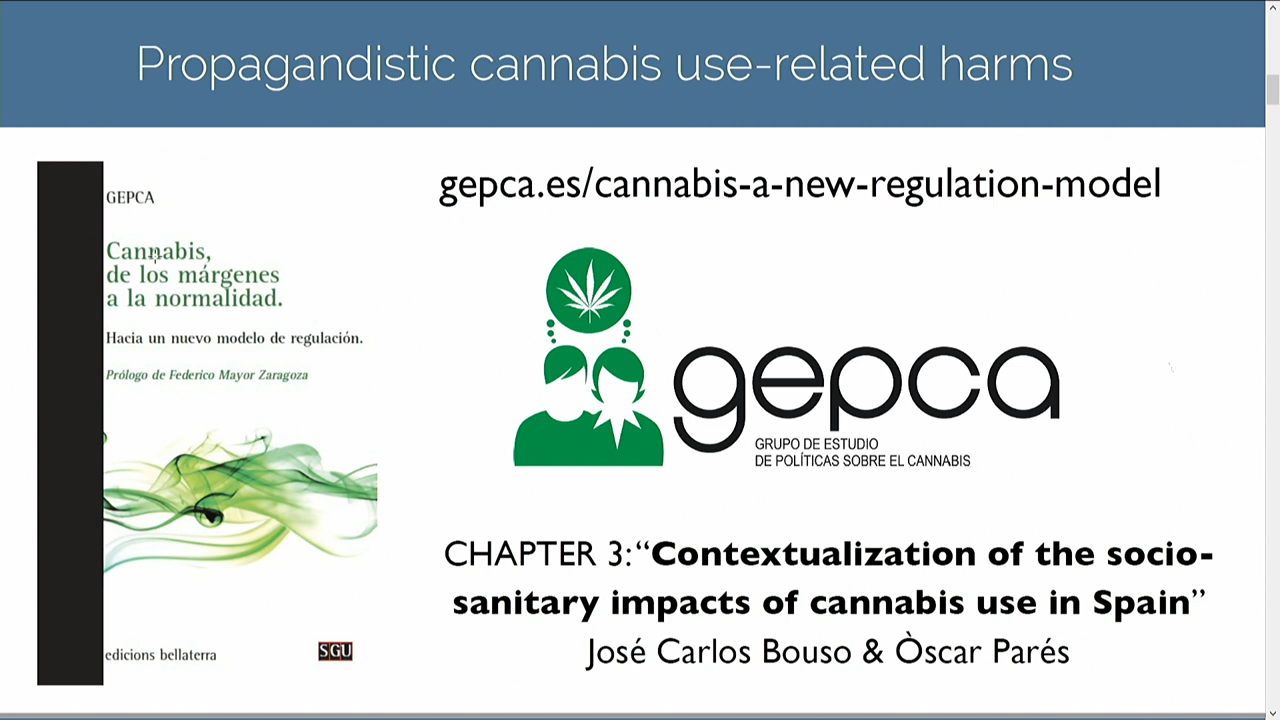 Propagandistic cannabis use-related harms
GEPCA
Cannabis,
de los márgenes
a la normalidad.
Hacia un nuevo modelo de regulación.
Prólogo de Federico Mayor Zaragoza
edicions bellaterra
SGU
gepca.es/cannabis-a-new-regulation-model
gepca
GRUPO DE ESTUDIO
DE POLÍTICAS SOBRE EL CANNABIS
CHAPTER 3: “Contextualization of the socio-
sanitary impacts of cannabis use in Spain”
José Carlos Bouso & Òscar Parés